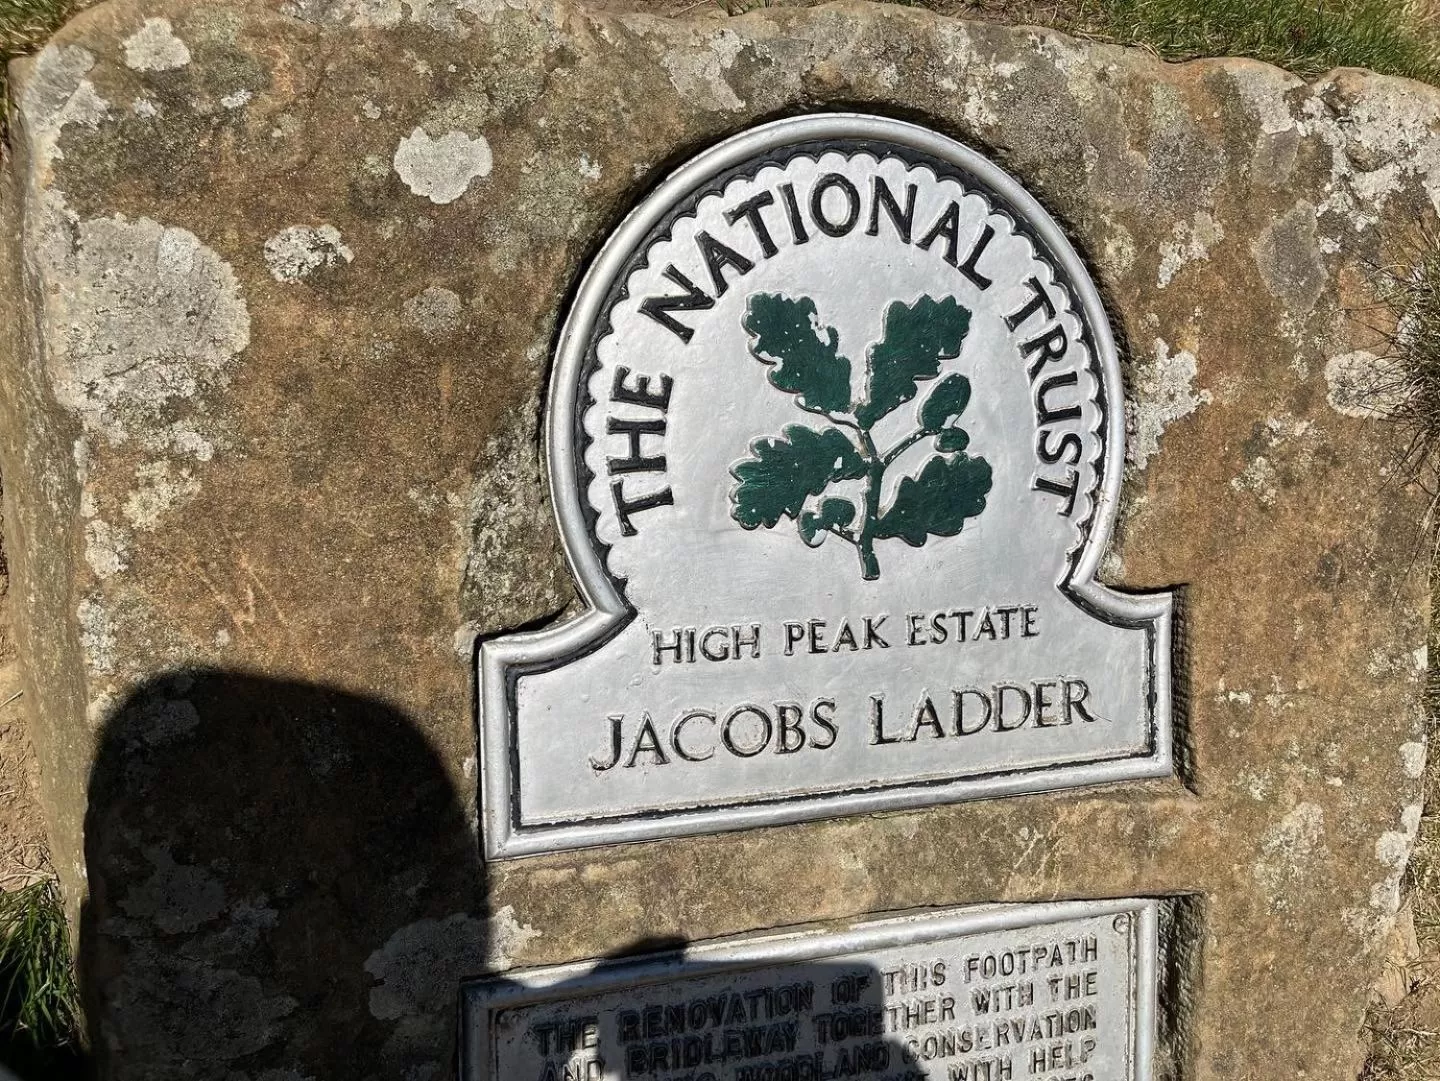 THE NATIONAL TRUST
HIGH PEAK ESTATE
JACOBS LADDER
THE RENOVATION OF THIS FOOTPATH
AND BRIDLEWAY TOGETHER WITH THE
WOODLAND CONSERVATION
WITH HELP